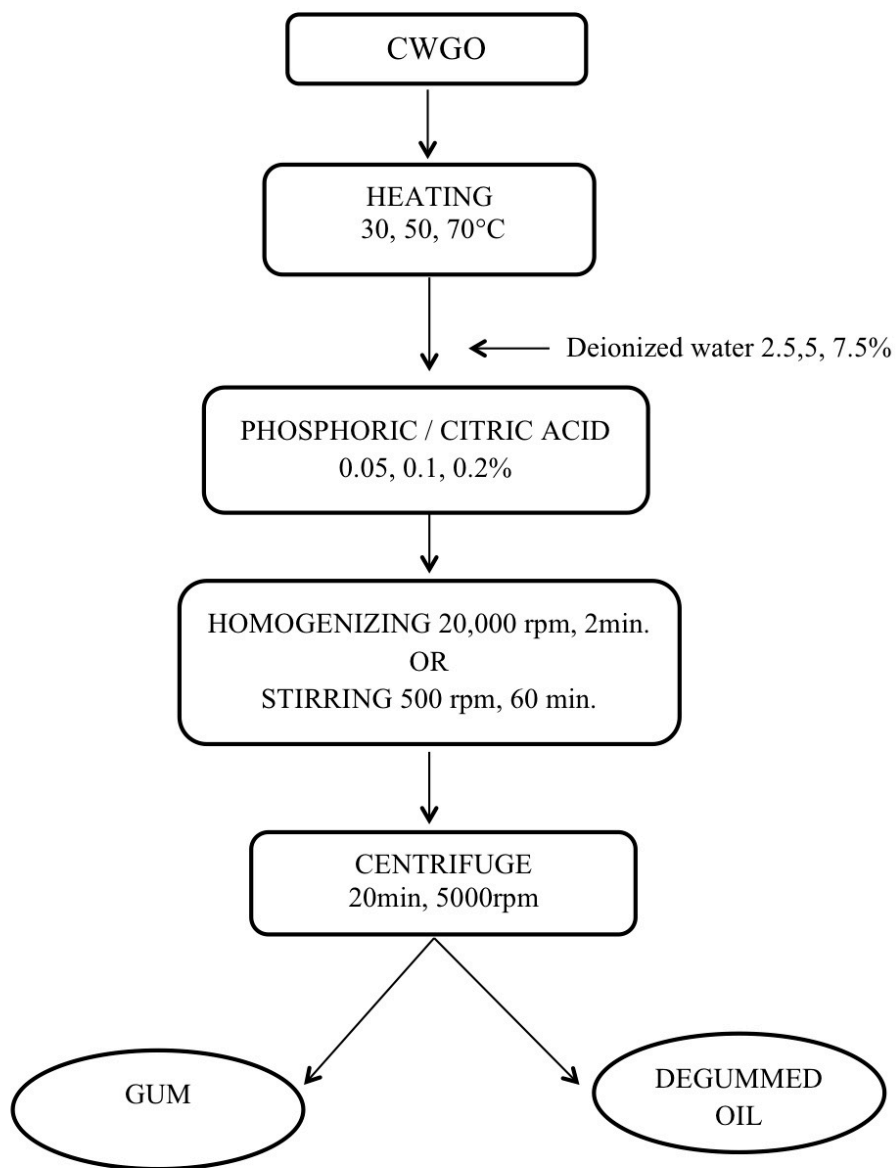 CWGO
HEATING
30, 50, 70°C
Deionized water 2.5,5, 7.5%
PHOSPHORIC / CITRIC ACID
0.05, 0.1, 0.2%
HOMOGENIZING 20,000 rpm, 2min.
OR
STIRRING 500 rpm, 60 min.
CENTRIFUGE
20min, 5000rpm
GUM
DEGUMMED
OIL